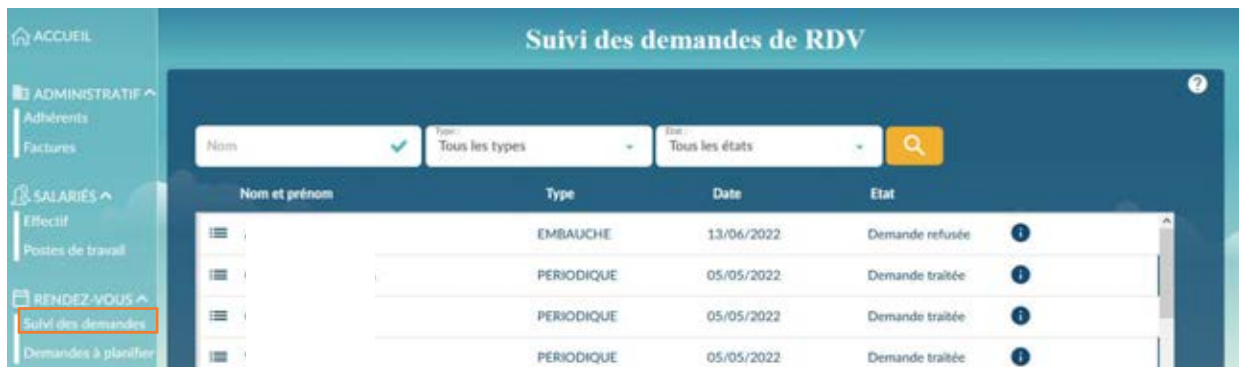 ACCUEIL
Suivi des demandes de RDV
?
ADMINISTRATIF
Adhérents
Factures
Nom
Type :
Tous les types
Etat :
Tous les états
SALARIÉS
Effectif
Postes de travail
Nom et prénom Type Date Etat
EMBAUCHE 13/06/2022 Demande refusée
PERIODIQUE 05/05/2022 Demande traitée
RENDEZ-VOUS
Suivi des demandes
Demandes à planifier
PERIODIQUE 05/05/2022 Demande traitée
PERIODIQUE 05/05/2022 Demande traitée